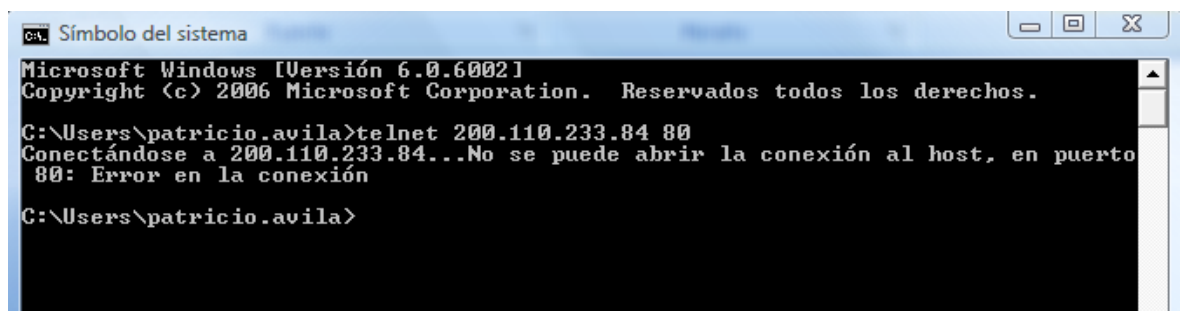 Símbolo del sistema
Microsoft Windows [Versión 6.0.6002]
Copyright (c) 2006 Microsoft Corporation.  Reservados todos los derechos.
C:\Users\patricio.avila>telnet 200.110.233.84 80
Conectándose a 200.110.233.84...No se puede abrir la conexión al host, en puerto
 80: Error en la conexión
C:\Users\patricio.avila>